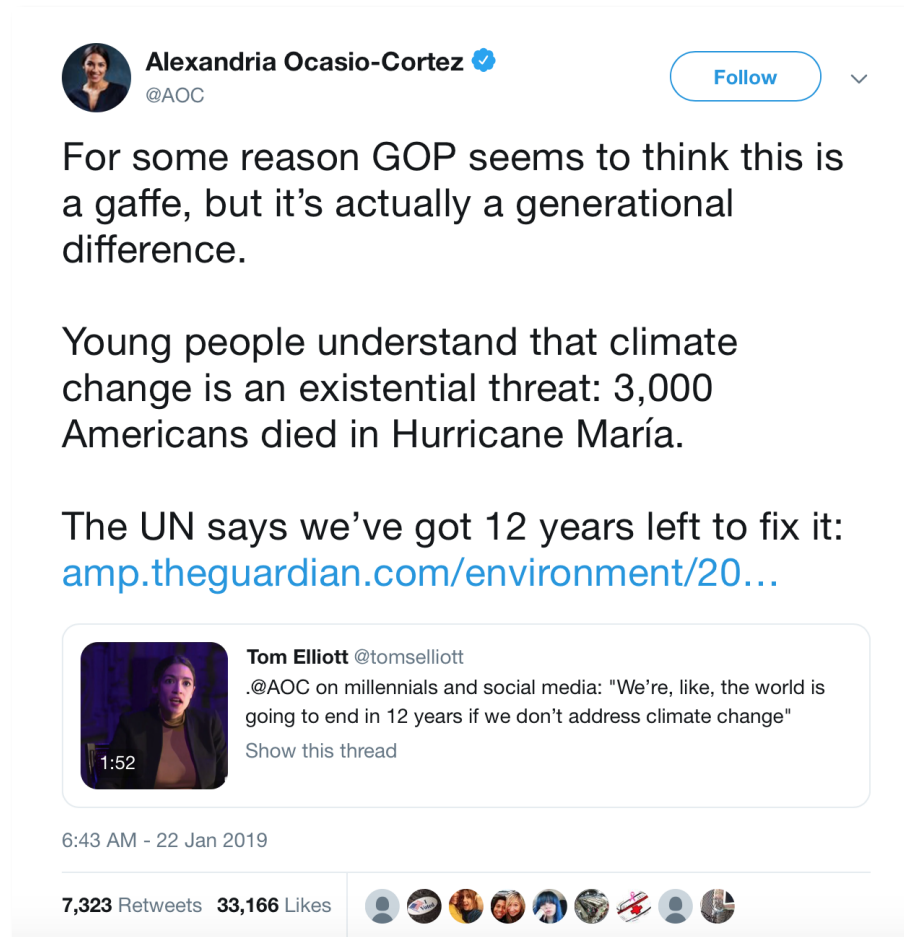 Alexandria Ocasio-Cortez
@AOC
Follow
For some reason GOP seems to think this is
a gaffe, but it’s actually a generational
difference.
Young people understand that climate
change is an existential threat: 3,000
Americans died in Hurricane María.
The UN says we’ve got 12 years left to fix it:
amp.theguardian.com/environment/20...
Tom Elliott @tomselliott
.@AOC on millennials and social media: "We’re, like, the world is
going to end in 12 years if we don’t address climate change"
Show this thread
1:52
6:43 AM - 22 Jan 2019
7,323 Retweets 33,166 Likes